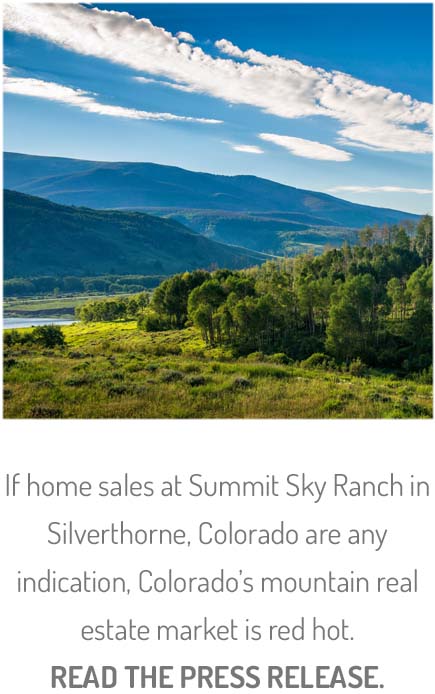 If home sales at Summit Sky Ranch in
Silverthorne, Colorado are any
indication, Colorado’s mountain real
estate market is red hot.
READ THE PRESS RELEASE.